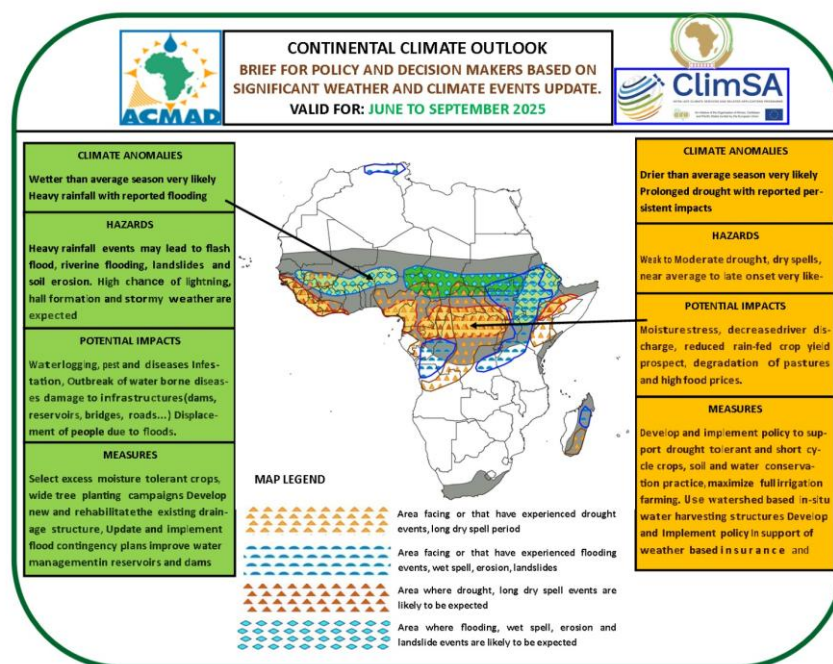 CONTINENTAL CLIMATE OUTLOOK
BRIEF FOR POLICY AND DECISION MAKERS BASED ON
SIGNIFICANT WEATHER AND CLIMATE EVENTS UPDATE.
VALID FOR: JUNE TO SEPTEMBER 2025
ACMAD
ClimSA
CLIMATE ANOMALIES
Wetter than average season very likely
Heavy rainfall with reported flooding
HAZARDS
Heavy rainfall events may lead to flash
flood, riverine flooding, landslides and
soil erosion. High chance of lightning,
hall formation and stormy weather are
expected
POTENTIAL IMPACTS
Waterlogging, pest and diseases Infes-
tation, Outbreak of water borne diseas-
es damage to infrastructures(dams,
reservoirs, bridges, roads...) Displace-
ment of people due to floods.
MEASURES
Select excess moisture tolerant crops,
wide tree planting campaigns Develop
new and rehabilitatethe existing drain-
age structure, Update and implement
flood contingency plans improve water
managementin reservoirs and dams
CLIMATE ANOMALIES
Drier than average season very likely
Prolonged drought with reported per-
sistent impacts
HAZARDS
Weak to Moderate drought, dry spells,
near average to late onset very like-
POTENTIAL IMPACTS
Moisturestress, decreasedriver dis-
charge, reduced rain-fed crop yield
prospect, degradation of pastures
and high food prices.
MEASURES
Develop and implement policy to sup-
port drought tolerant and short cy-
cle crops, soil and water conserva-
tion practice,maximize full irrigation
farming. Use watershed based in-situ
water harvesting structures Develop
and Implement policy In support of
weather based insurance and
MAP LEGEND
Area facing or that have experienced drought
events, long dry spell period
Area facing or that have experienced flooding
events, wet spell, erosion, landslides
Area where drought, long dry spell events are
likely to be expected
Area where flooding, wet spell, erosion and
landslide events are likely to be expected